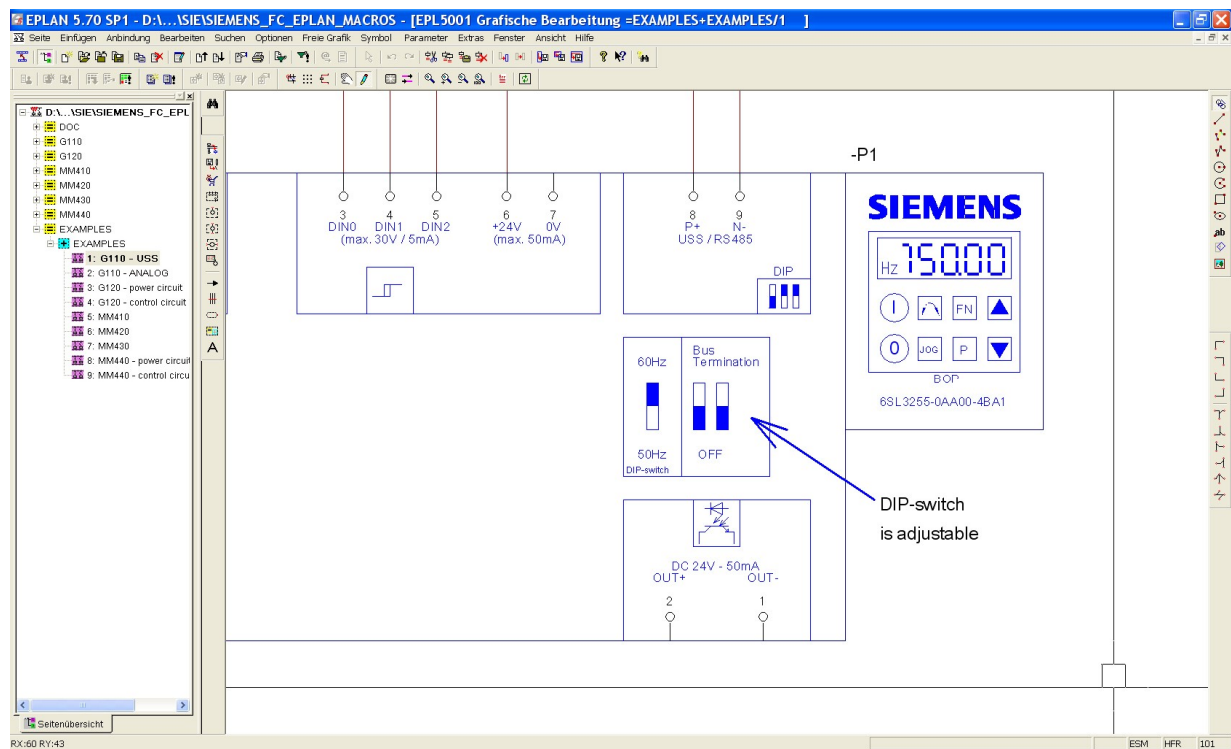 EPLAN 5.70 SP1 - D:\...\SIE\SIEMENS_FC_EPLAN_MACROS - [EPL5001 Grafische Bearbeitung =EXAMPLES+EXAMPLES/1 ]
Seite Einfügen Anbindung Bearbeiten Suchen Optionen Freie Grafik Symbol Parameter Extras Fenster Ansicht Hilfe
D:\...\SIE\SIEMENS_FC_EPL
DOC
G110
G120
MM410
MM420
MM430
MM440
EXAMPLES
EXAMPLES
1: G110 - USS
2: G110 - ANALOG
3: G120 - power circuit
4: G120 - control circuit
5: MM410
6: MM420
7: MM430
8: MM440 - power circuit
9: MM440 - control circu
Seitenübersicht
A
ab
3 4 5 6 7
DIN0 DIN1 DIN2 +24V 0V
(max. 30V / 5mA) (max. 50mA)
8 9
P+ N-
USS / RS485
DIP
60Hz
50Hz
DIP-switch
Bus
Termination
OFF
DC 24V - 50mA
OUT+ OUT-
2 1
-P1
SIEMENS
Hz 150.00
I FN
0 JOG P
BOP
6SL3255-0AA00-4BA1
DIP-switch
is adjustable
RX:60 RY:43
ESM HFR 101